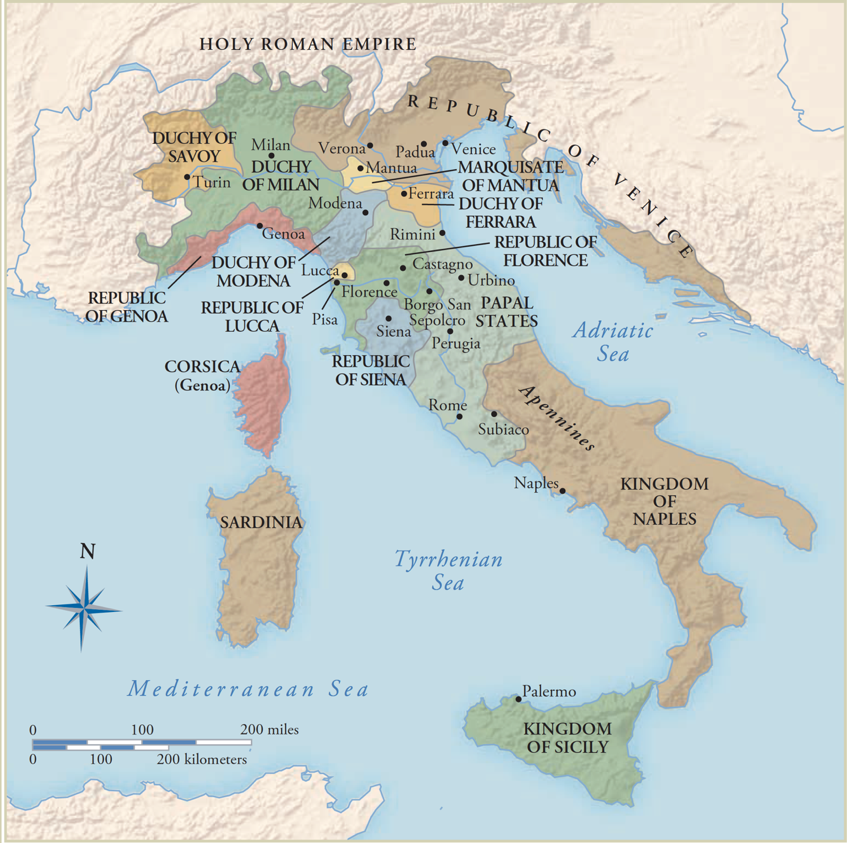 HOLY ROMAN EMPIRE
REPUBLIC OF VENICE
DUCHY OF
SAVOY
Milan
DUCHY
OF MILAN
Verona
Padua
Venice
Turin
Mantua
MARQUISATE
OF MANTUA
Ferrara
DUCHY OF
FERRARA
Modena
Genoa
Rimini
REPUBLIC OF
FLORENCE
DUCHY OF
MODENA
Lucca
Castagno
Urbino
REPUBLIC
OF GENOA
REPUBLIC OF
LUCCA
Florence
Borgo San
Sepolcro
PAPAL
STATES
Pisa
Siena
Perugia
Adriatic
Sea
CORSICA
(Genoa)
REPUBLIC
OF SIENA
Apennines
Rome
Subiaco
Naples
KINGDOM
OF
NAPLES
SARDINIA
N
Tyrrhenian
Sea
Mediterranean Sea
Palermo
KINGDOM
OF SICILY
0 100 200 miles
0 100 200 kilometers